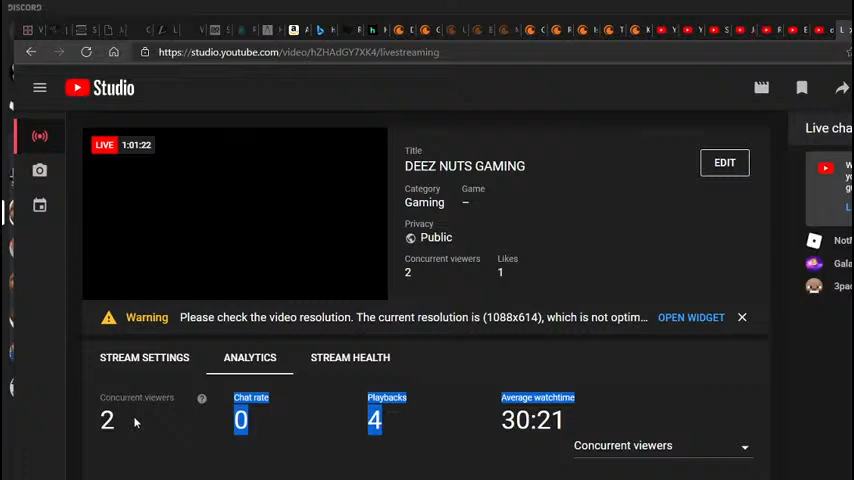 DISCORD
https://studio.youtube.com/video/hZHAdGY7XK4/livestreaming
Studio
LIVE 1:01:22
Title
DEEZ NUTS GAMING
EDIT
Category Game
Gaming –
Privacy
Public
Concurrent viewers Likes
2 1
Live cha
NotM
Gala
3pac
Warning Please check the video resolution. The current resolution is (1088x614), which is not optim... OPEN WIDGET
STREAM SETTINGS ANALYTICS STREAM HEALTH
Concurrent viewers Chat rate Playbacks Average watchtime
2 0 4 30:21
Concurrent viewers